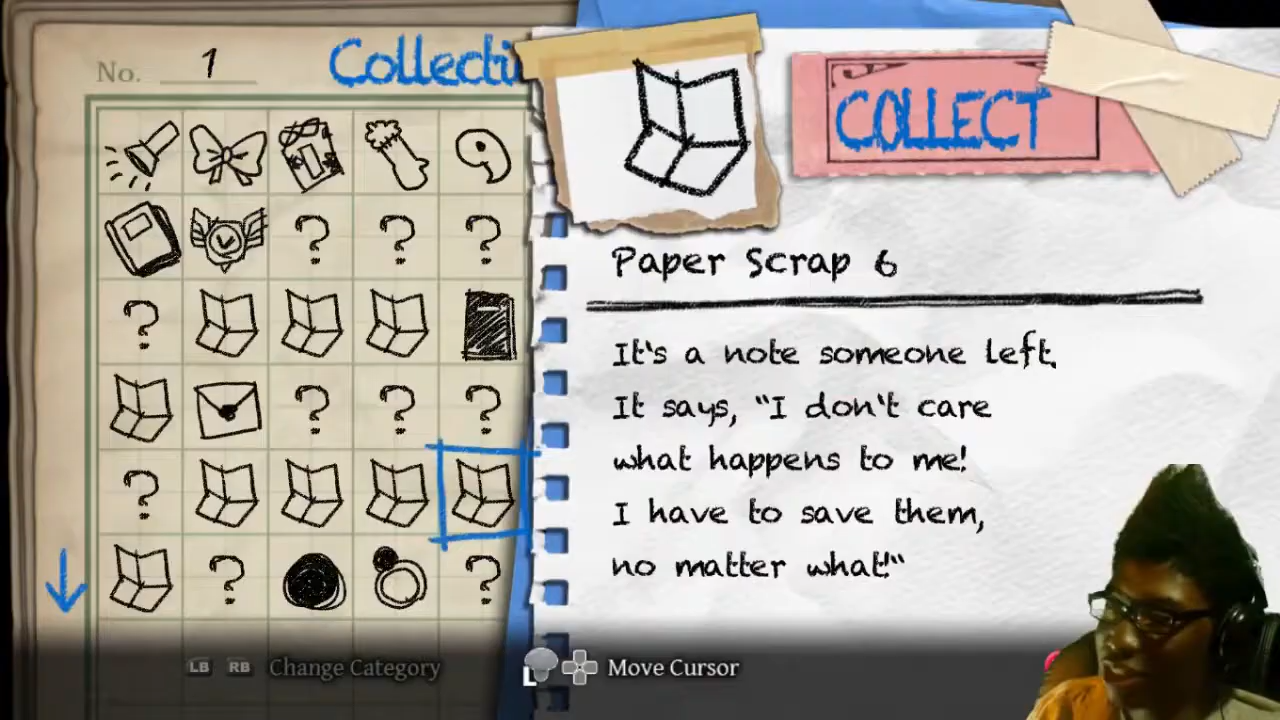 No. 1
Collecti
COLLECT
Paper Scrap 6
It's a note someone left.
It says, "I don't care
what happens to me!
I have to save them,
no matter what!"
? ? ?
?
? ? ?
?
? ?
LB RB Change Category
L Move Cursor